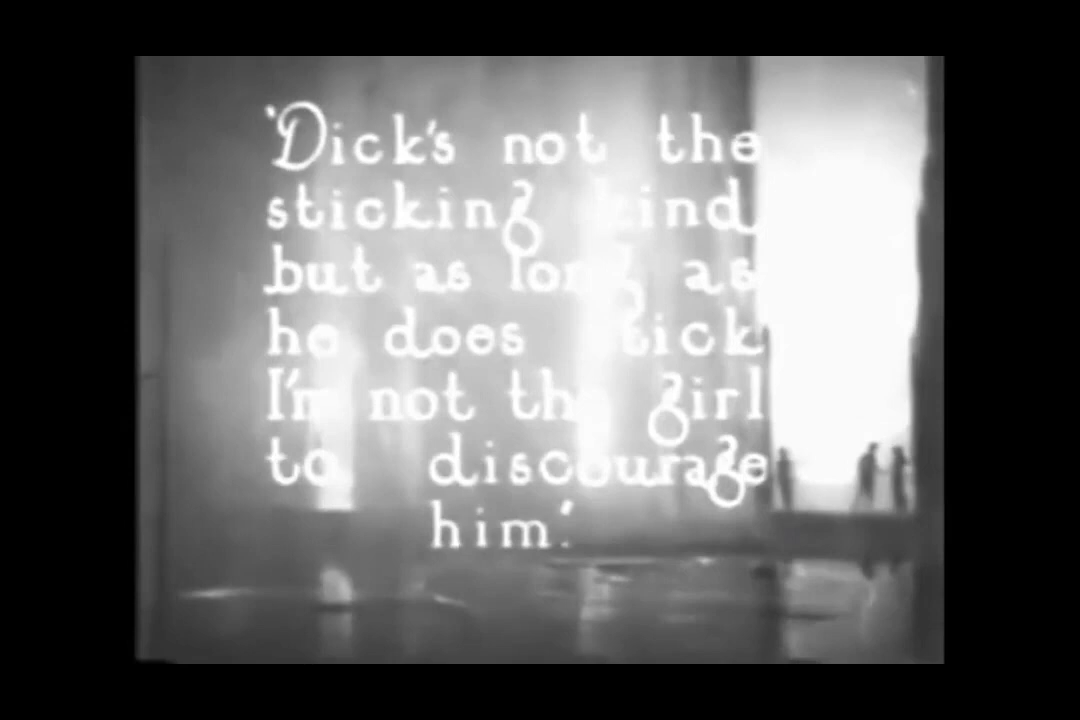 'Dick's not the
sticking kind,
but as long as
he does stick
I'm not the girl
to discourage
him.'